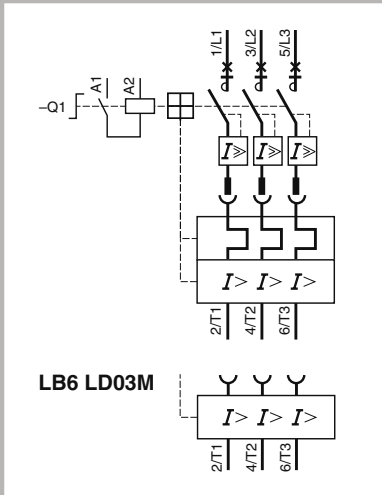 1/L1 3/L2 5/L3
A1 A2
–Q1
I≫ I≫ I≫
I> I> I>
2/T1 4/T2 6/T3
LB6 LD03M
I> I> I>
2/T1 4/T2 6/T3